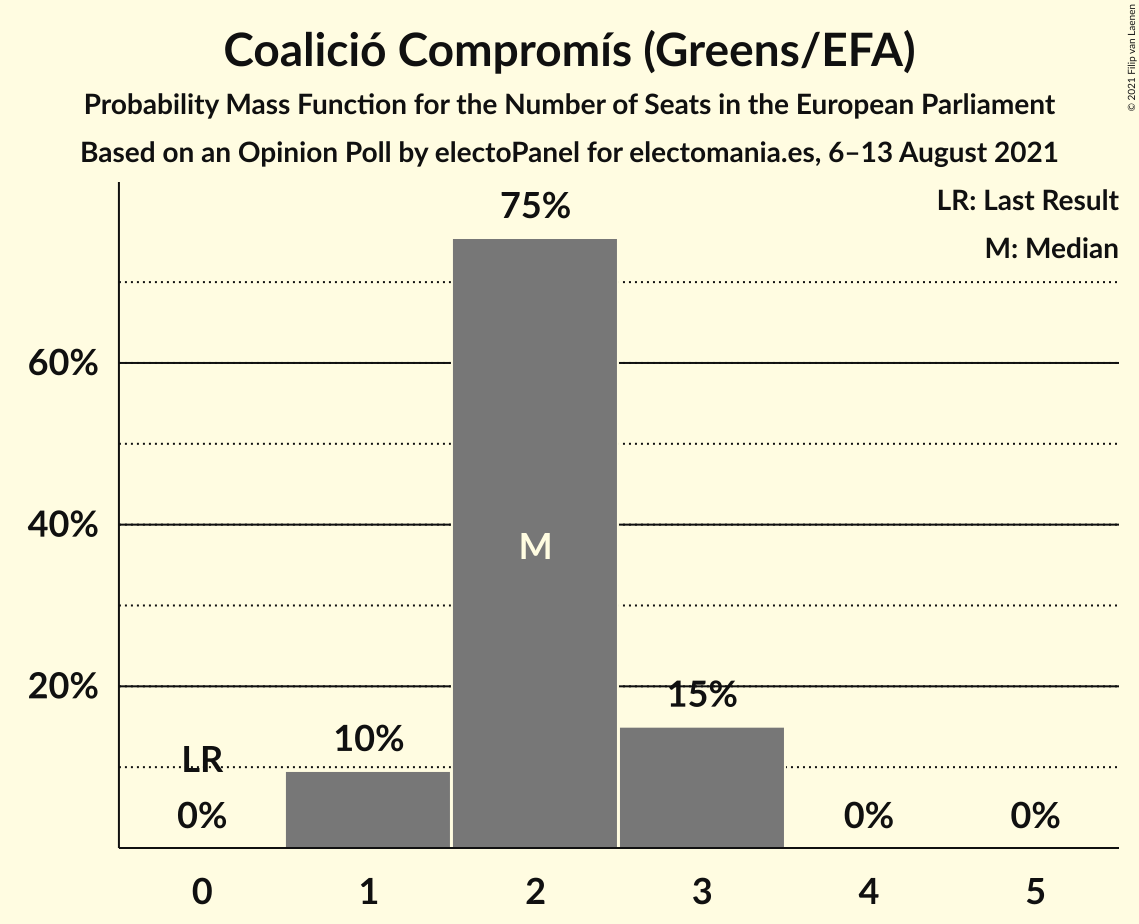 Coalició Compromís (Greens/EFA)
Probability Mass Function for the Number of Seats in the European Parliament
Based on an Opinion Poll by electoPanel for electomania.es, 6–13 August 2021
© 2021 Filip van Laenen
LR: Last Result
M: Median
75%
60%
40%
M
20%
15%
10%
LR
0%
0%
0%
0 1 2 3 4 5